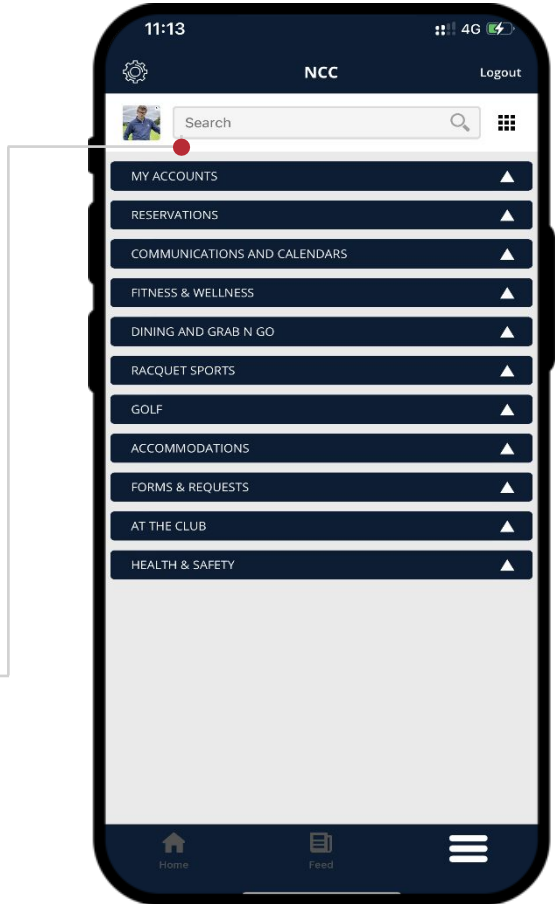 11:13
4G
NCC
Logout
Search
MY ACCOUNTS
RESERVATIONS
COMMUNICATIONS AND CALENDARS
FITNESS & WELLNESS
DINING AND GRAB N GO
RACQUET SPORTS
GOLF
ACCOMMODATIONS
FORMS & REQUESTS
AT THE CLUB
HEALTH & SAFETY
Home
Feed